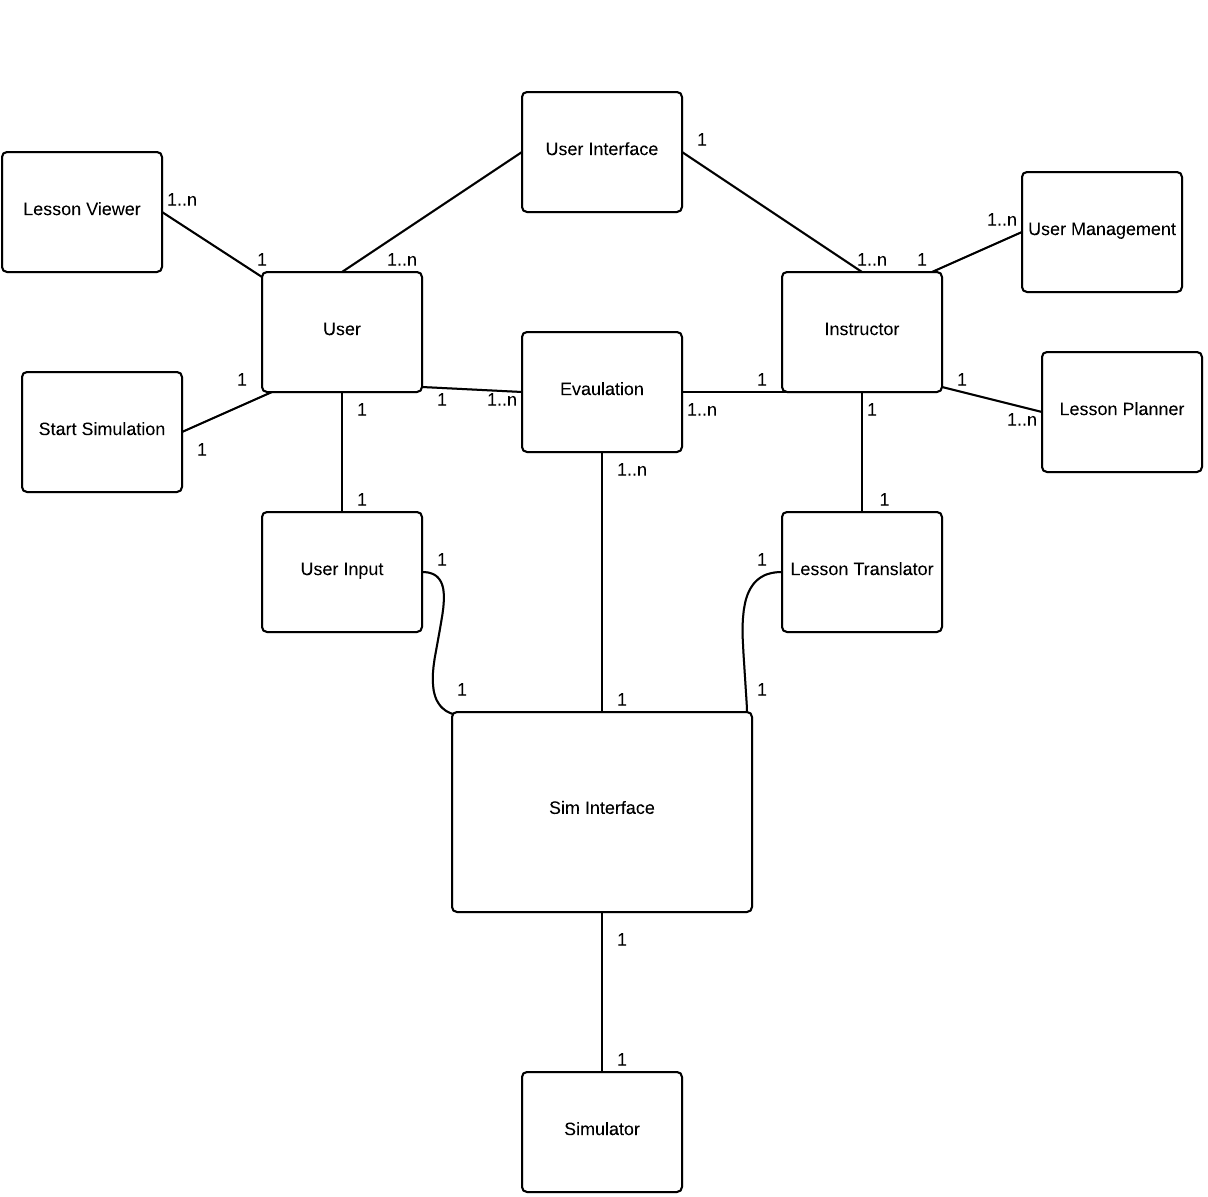 1
User Interface
Lesson Viewer
1..n
1..n
User Management
1
1..n
1..n
1
User
Instructor
1
1
1
Evaulation
1
1..n
1..n
Lesson Planner
1
1
1..n
Start Simulation
1
1..n
1
1
User Input
1
1
Lesson Translator
1
1
1
Sim Interface
1
1
Simulator